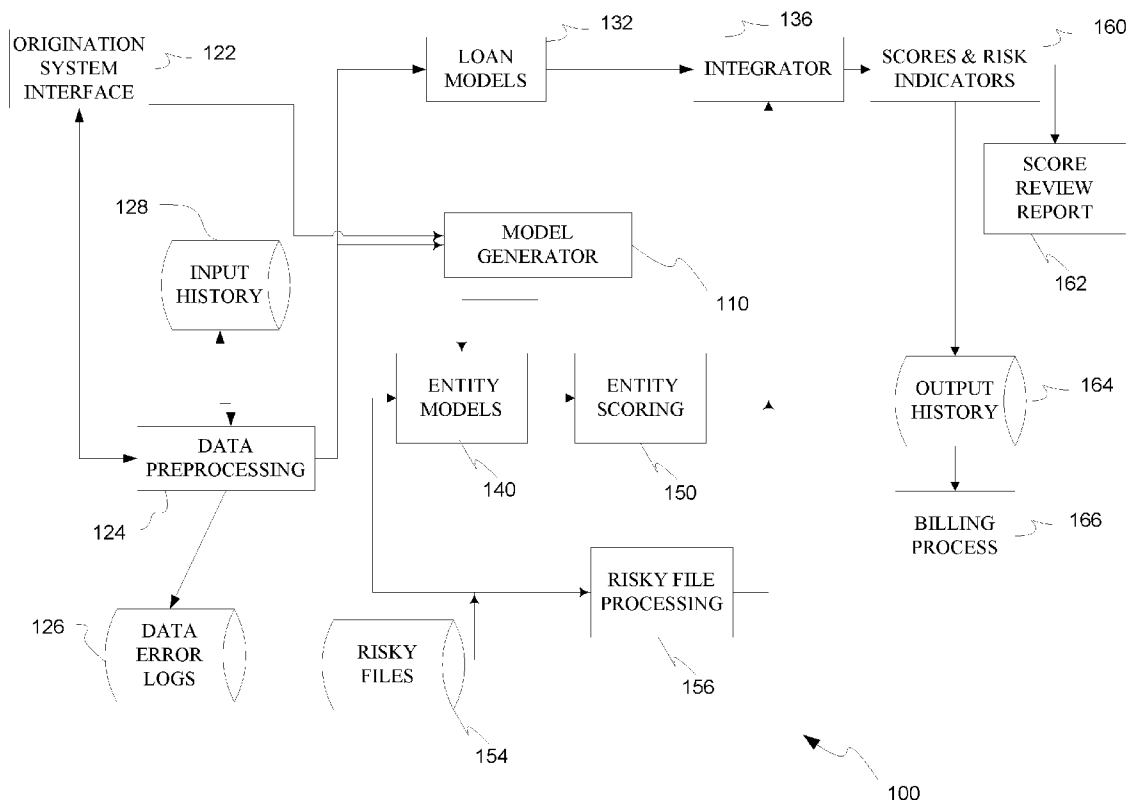 132
136
160
ORIGINATION
SYSTEM
INTERFACE
122
LOAN
MODELS
INTEGRATOR
SCORES & RISK
INDICATORS
SCORE
REVIEW
REPORT
162
128
INPUT
HISTORY
MODEL
GENERATOR
110
ENTITY
MODELS
140
ENTITY
SCORING
150
OUTPUT
HISTORY
164
DATA
PREPROCESSING
124
BILLING
PROCESS
166
RISKY FILE
PROCESSING
156
126
DATA
ERROR
LOGS
RISKY
FILES
154
100